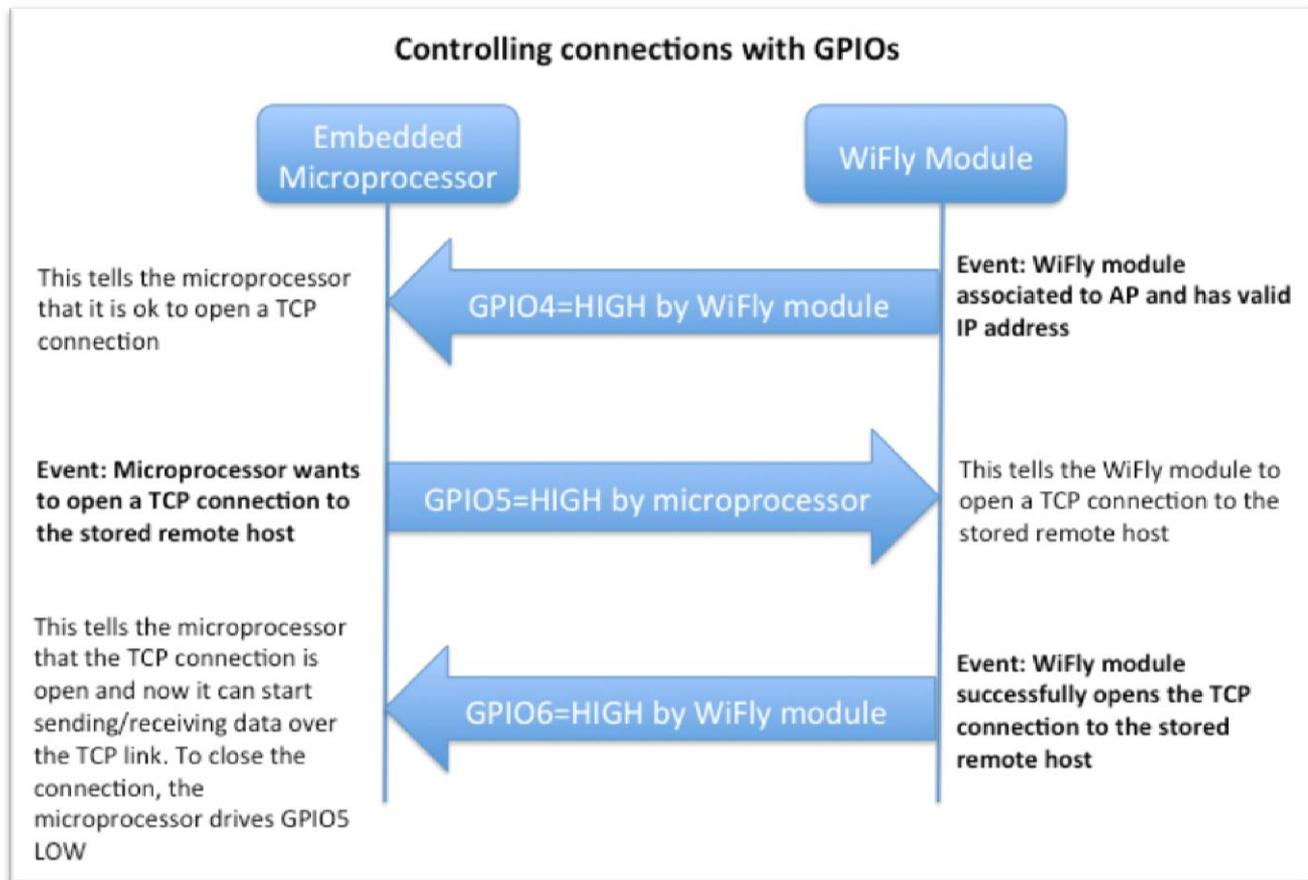 Controlling connections with GPIOs
Embedded
Microprocessor
WiFly Module
This tells the microprocessor
that it is ok to open a TCP
connection
GPIO4=HIGH by WiFly module
Event: WiFly module
associated to AP and has valid
IP address
Event: Microprocessor wants
to open a TCP connection to
the stored remote host
GPIO5=HIGH by microprocessor
This tells the WiFly module to
open a TCP connection to the
stored remote host
This tells the microprocessor
that the TCP connection is
open and now it can start
sending/receiving data over
the TCP link. To close the
connection, the
microprocessor drives GPIO5
LOW
GPIO6=HIGH by WiFly module
Event: WiFly module
successfully opens the TCP
connection to the stored
remote host